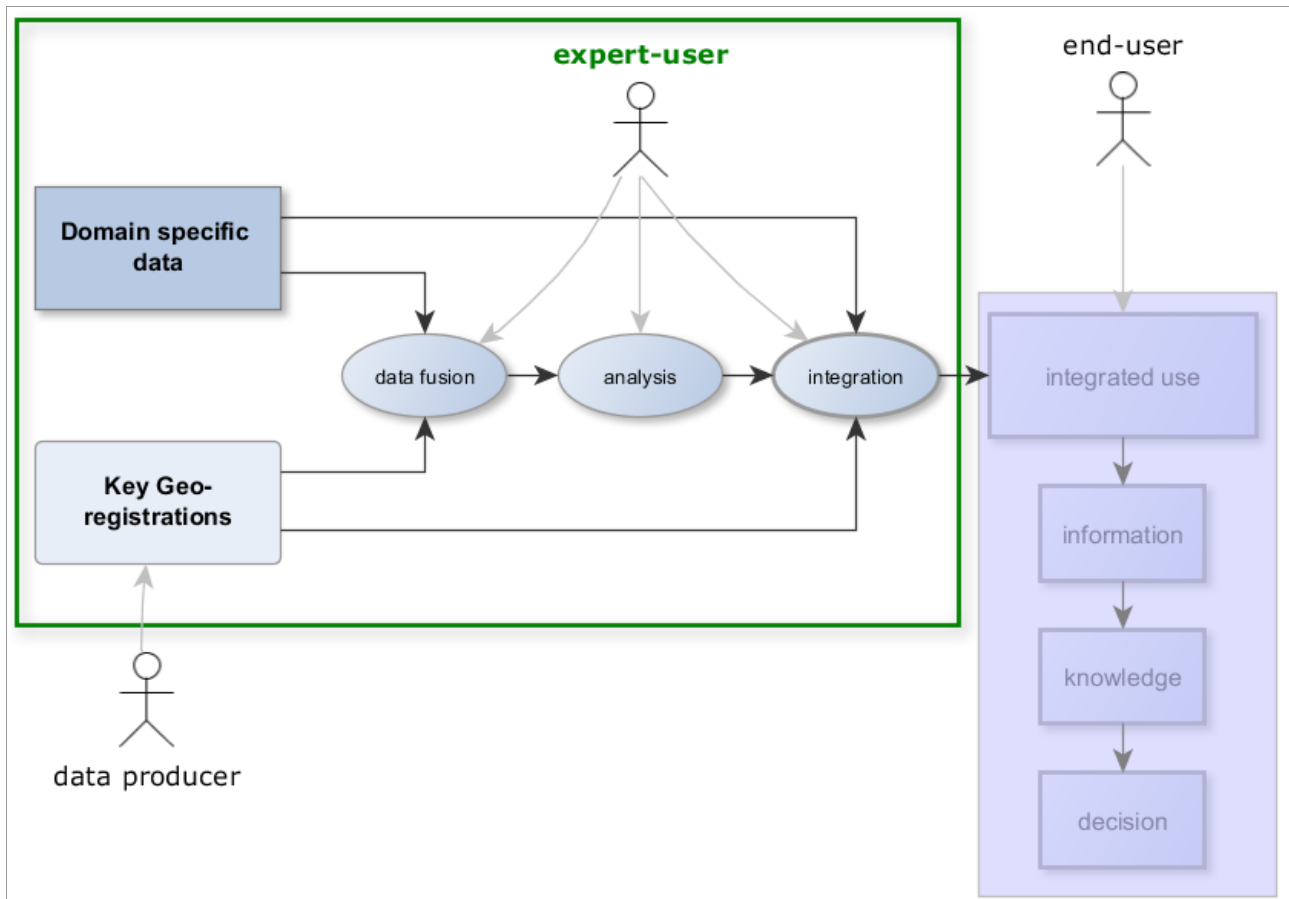 expert-user
end-user
Domain specific
data
data fusion
analysis
integration
integrated use
Key Geo-
registrations
information
knowledge
data producer
decision